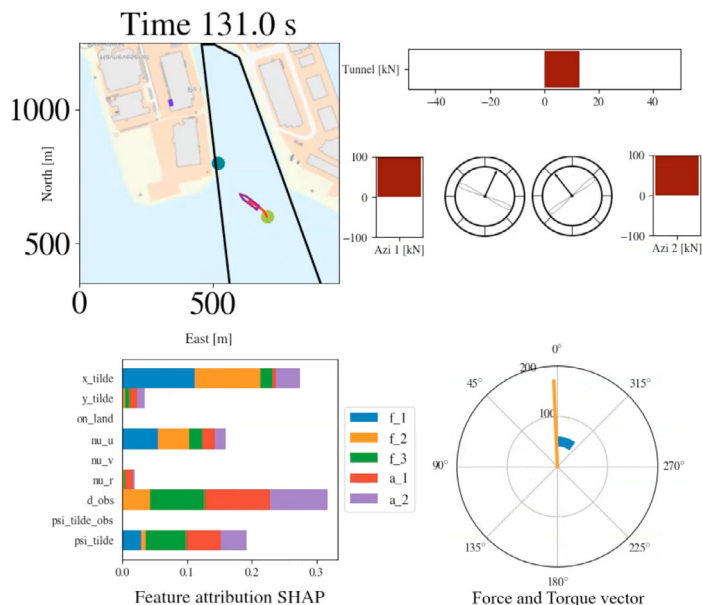 Time 131.0 s
1000
500
North [m]
0
500
East [m]
Tunnel [kN]
−40
−20
0
20
40
100
0
−100
Azi 1 [kN]
100
0
−100
Azi 2 [kN]
x_tilde
y_tilde
on_land
nu_u
nu_v
nu_r
d_obs
psi_tilde_obs
psi_tilde
0.0
0.1
0.2
0.3
Feature attribution SHAP
f_1
f_2
f_3
a_1
a_2
0°
45°
90°
135°
180°
225°
270°
315°
100
200
Force and Torque vector